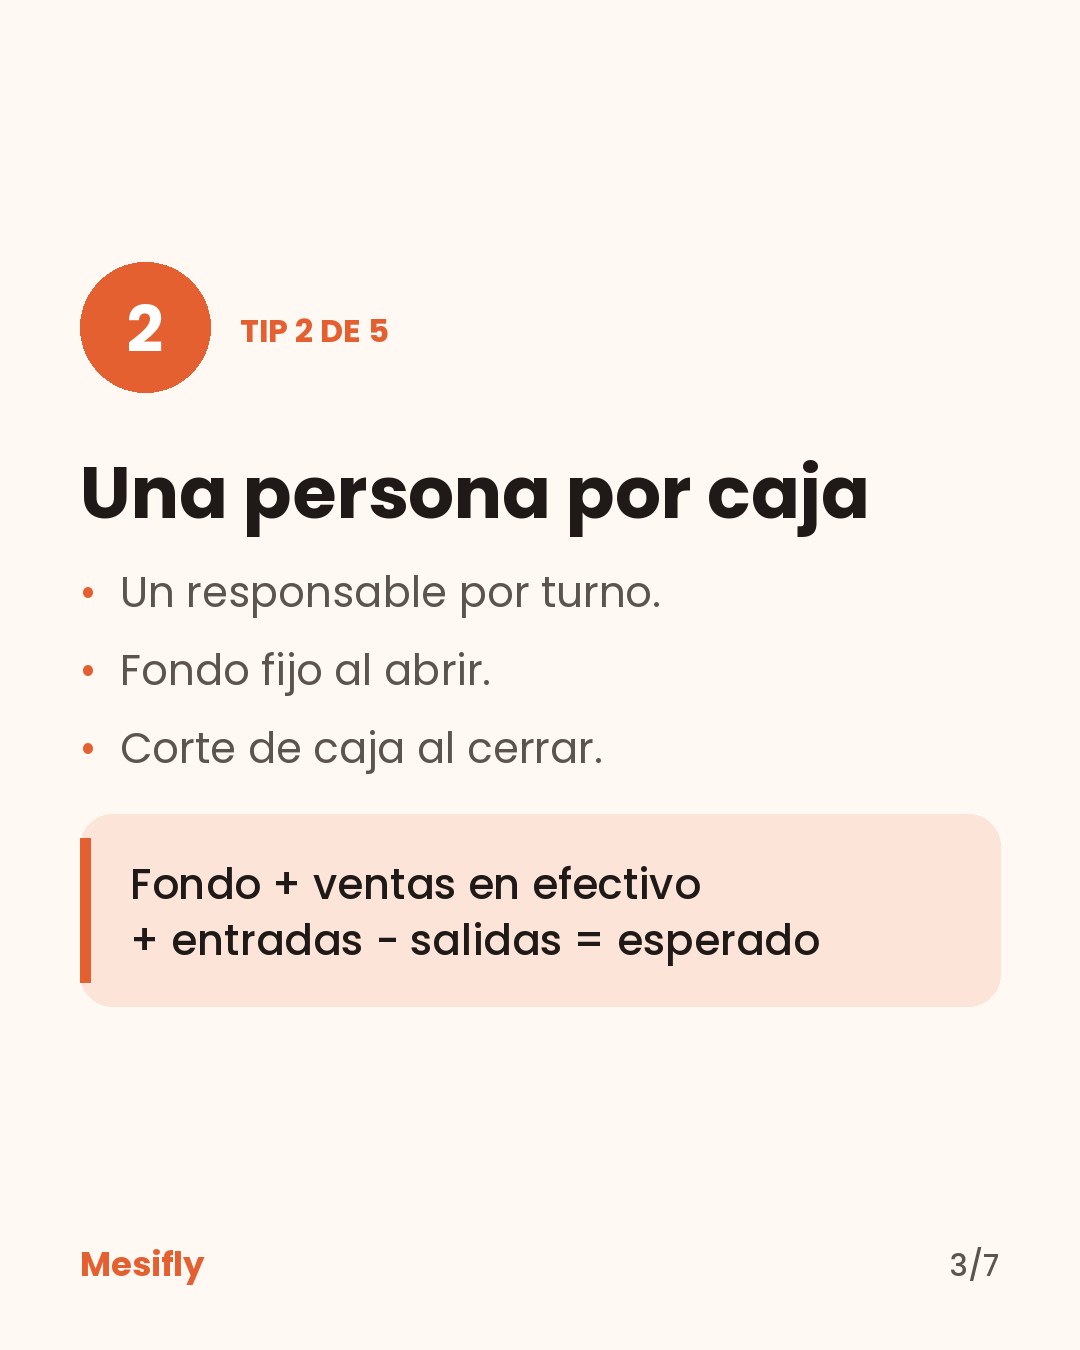 2
TIP 2 DE 5
Una persona por caja
• Un responsable por turno.
• Fondo fijo al abrir.
• Corte de caja al cerrar.
Fondo + ventas en efectivo
+ entradas - salidas = esperado
Mesifly
3/7